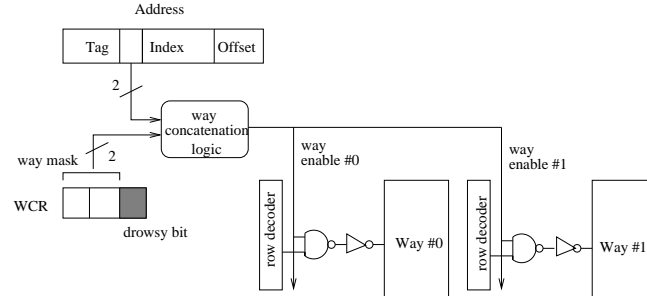 Address
Tag Index Offset
2
way
concatenation
logic
way mask
2
WCR
drowsy bit
way
enable #0
way
enable #1
row decoder
Way #0
row decoder
Way #1